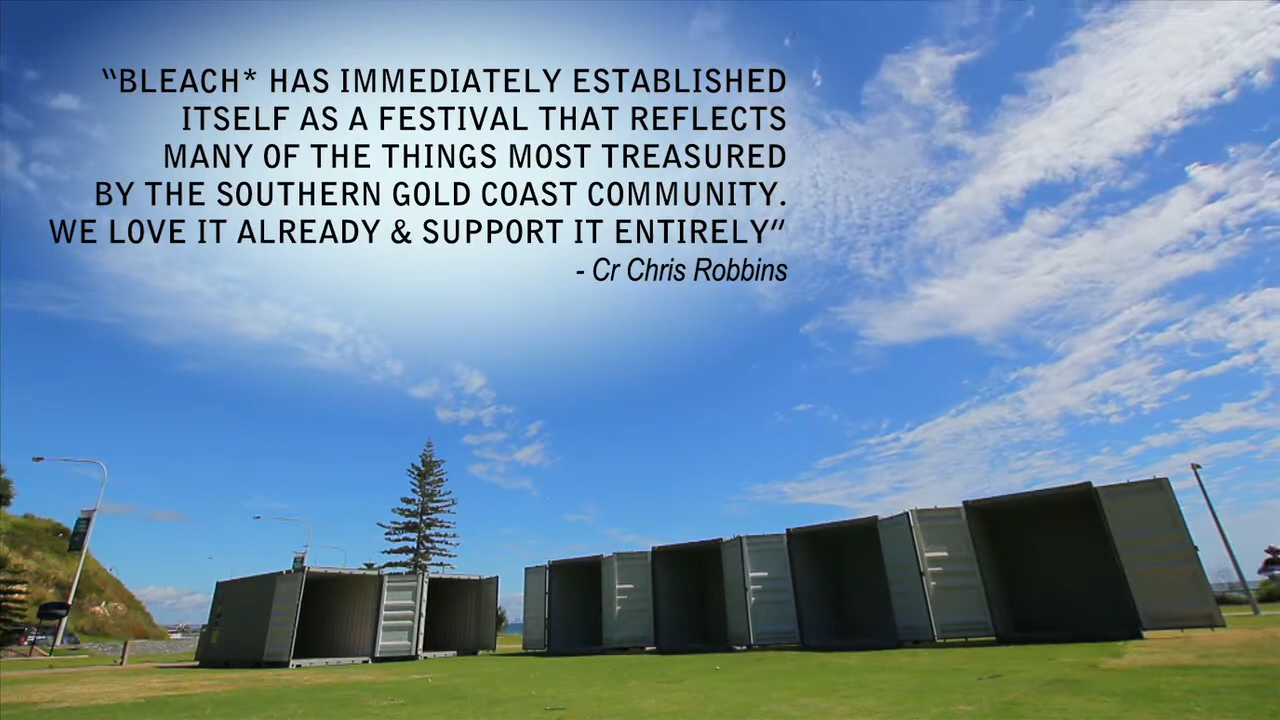 “BLEACH* HAS IMMEDIATELY ESTABLISHED
ITSELF AS A FESTIVAL THAT REFLECTS
MANY OF THE THINGS MOST TREASURED
BY THE SOUTHERN GOLD COAST COMMUNITY.
WE LOVE IT ALREADY & SUPPORT IT ENTIRELY”
- Cr Chris Robbins